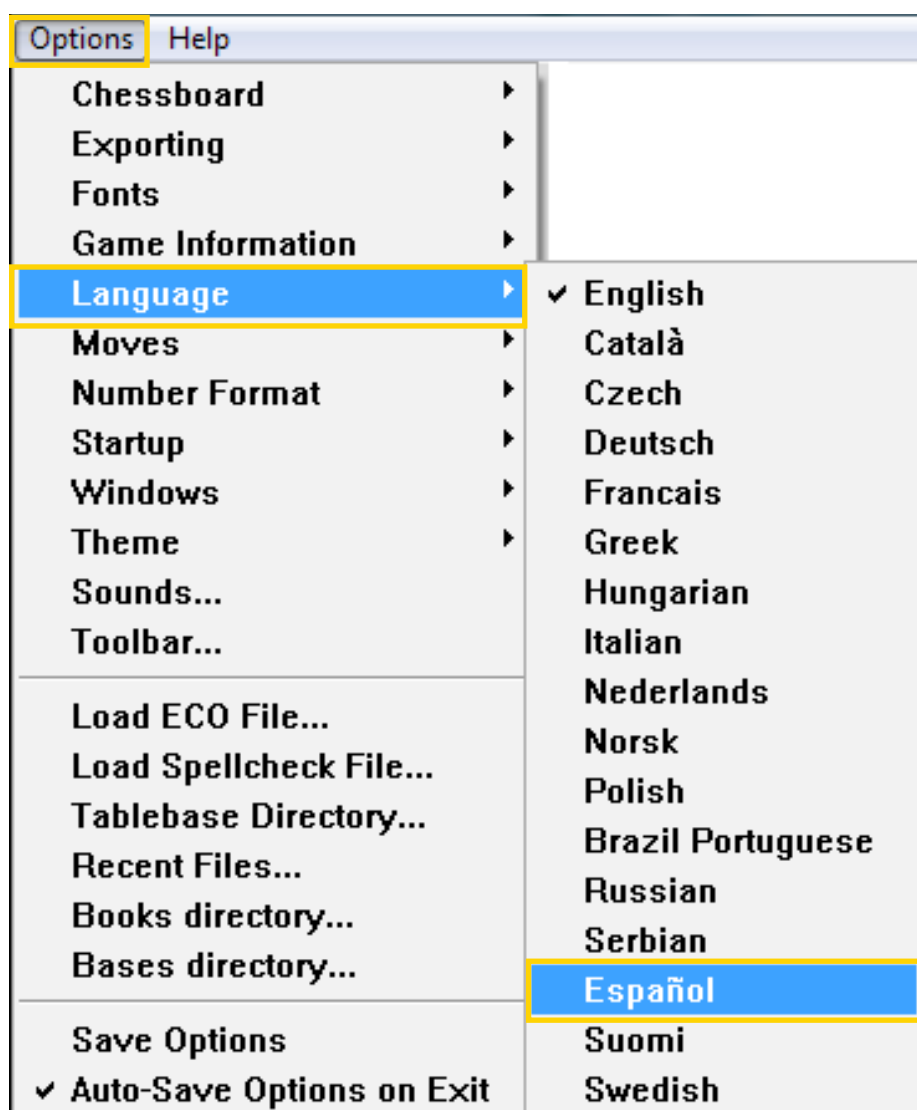 Options Help
Chessboard
Exporting
Fonts
Game Information
Language
Moves
Number Format
Startup
Windows
Theme
Sounds...
Toolbar...
Load ECO File...
Load Spellcheck File...
Tablebase Directory...
Recent Files...
Books directory...
Bases directory...
Save Options
Auto-Save Options on Exit
English
Català
Czech
Deutsch
Francais
Greek
Hungarian
Italian
Nederlands
Norsk
Polish
Brazil Portuguese
Russian
Serbian
Español
Suomi
Swedish